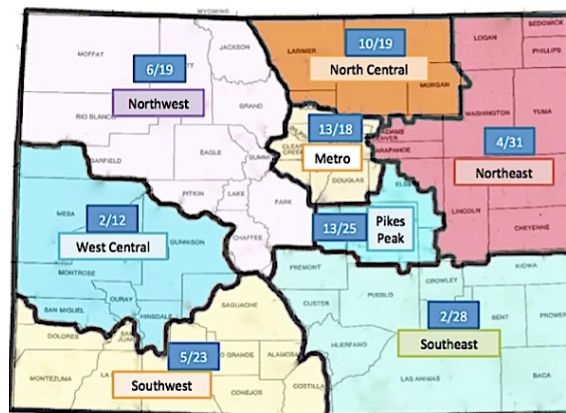 WYOMING
MOFFAT
JACKSON
LARIMER
LOGAN
SEDGWICK
PHILLIPS
6/19
10/19
Northwest
North Central
GRAND
MORGAN
WASHINGTON
YUMA
RIO BLANCO
13/18
4/31
Metro
Northeast
ARAPAHOE
GARFIELD
EAGLE
DOUGLAS
PITKIN
LAKE
PARK
LINCOLN
MESA
2/12
13/25
Pikes
Peak
West Central
GUNNISON
CHAFFEE
CHEYENNE
MONTROSE
FREMONT
PUEBLO
CROWLEY
KIOWA
OURAY
SAGUACHE
CUSTER
2/28
BENT
SAN MIGUEL
HINSDALE
Southeast
DOLORES
5/23
HUERFANO
Southwest
ALAMOSA
MONTEZUMA
CONEJOS
COSTILLA
LAS ANIMAS
BACA